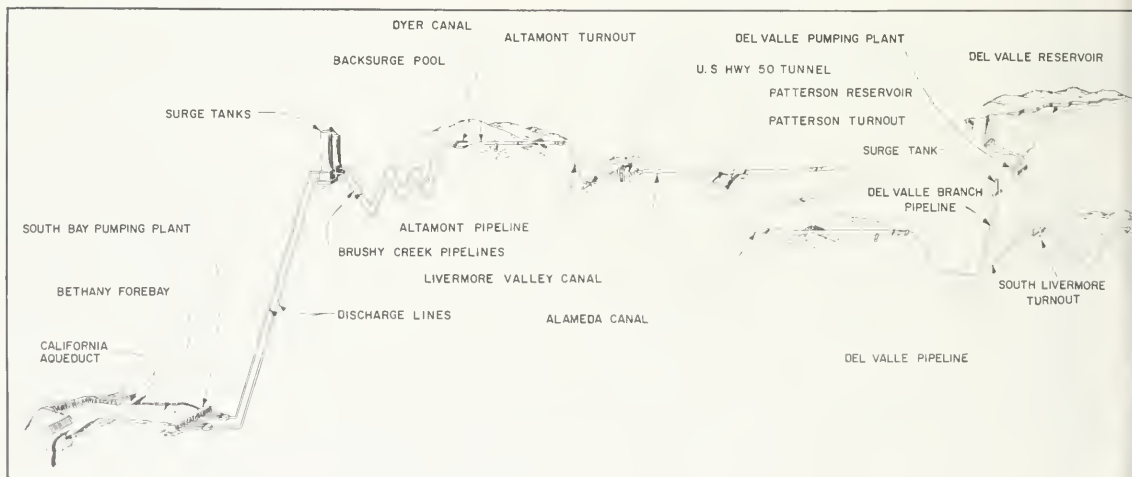 DYER CANAL
ALTAMONT TURNOUT
DEL VALLE PUMPING PLANT
BACKSURGE POOL
U.S HWY 50 TUNNEL
DEL VALLE RESERVOIR
PATTERSON RESERVOIR
SURGE TANKS
PATTERSON TURNOUT
SURGE TANK
DEL VALLE BRANCH
PIPELINE
SOUTH BAY PUMPING PLANT
ALTAMONT PIPELINE
BRUSHY CREEK PIPELINES
LIVERMORE VALLEY CANAL
BETHANY FOREBAY
SOUTH LIVERMORE
TURNOUT
DISCHARGE LINES
ALAMEDA CANAL
CALIFORNIA
AQUEDUCT
DEL VALLE PIPELINE